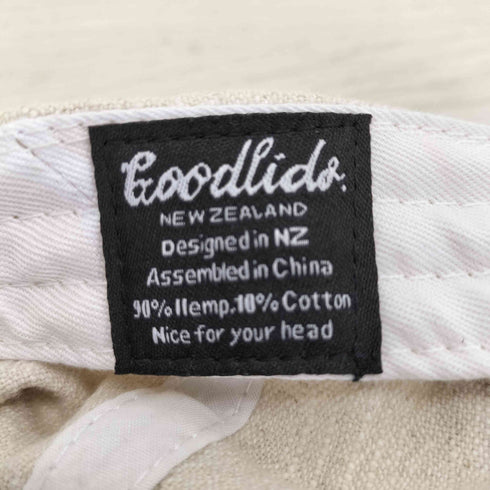 Goodlids.
NEW ZEALAND
Designed in NZ
Assembled in China
90% Hemp. 10% Cotton
Nice for your head